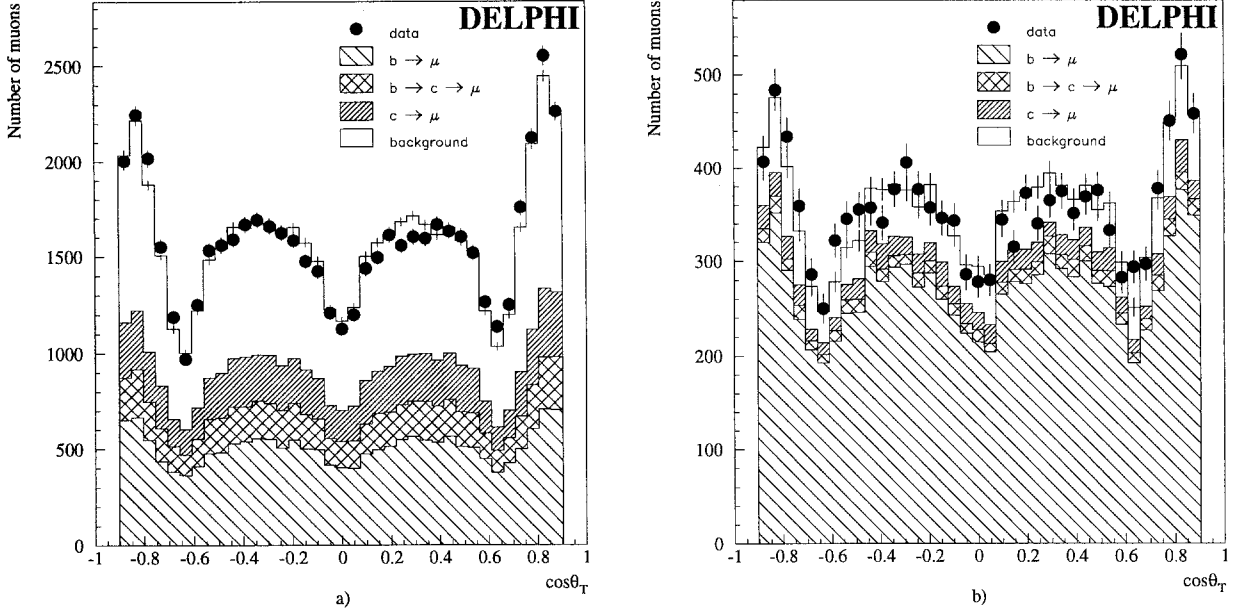 Number of muons
DELPHI
data
b → μ
b → c → μ
c → μ
background
2500
2000
1500
1000
500
0
-1 -0.8 -0.6 -0.4 -0.2 0 0.2 0.4 0.6 0.8 1
cosθ_T
a)
Number of muons
DELPHI
data
b → μ
b → c → μ
c → μ
background
500
400
300
200
100
0
-1 -0.8 -0.6 -0.4 -0.2 0 0.2 0.4 0.6 0.8 1
cosθ_T
b)